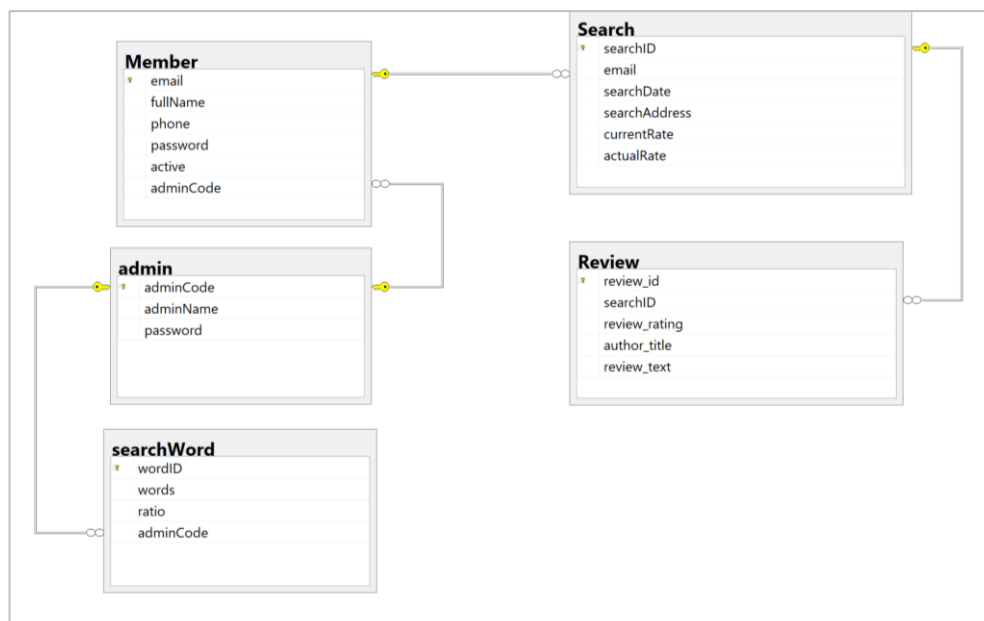 Member
email
fullName
phone
password
active
adminCode
Search
searchID
email
searchDate
searchAddress
currentRate
actualRate
admin
adminCode
adminName
password
Review
review_id
searchID
review_rating
author_title
review_text
searchWord
wordID
words
ratio
adminCode